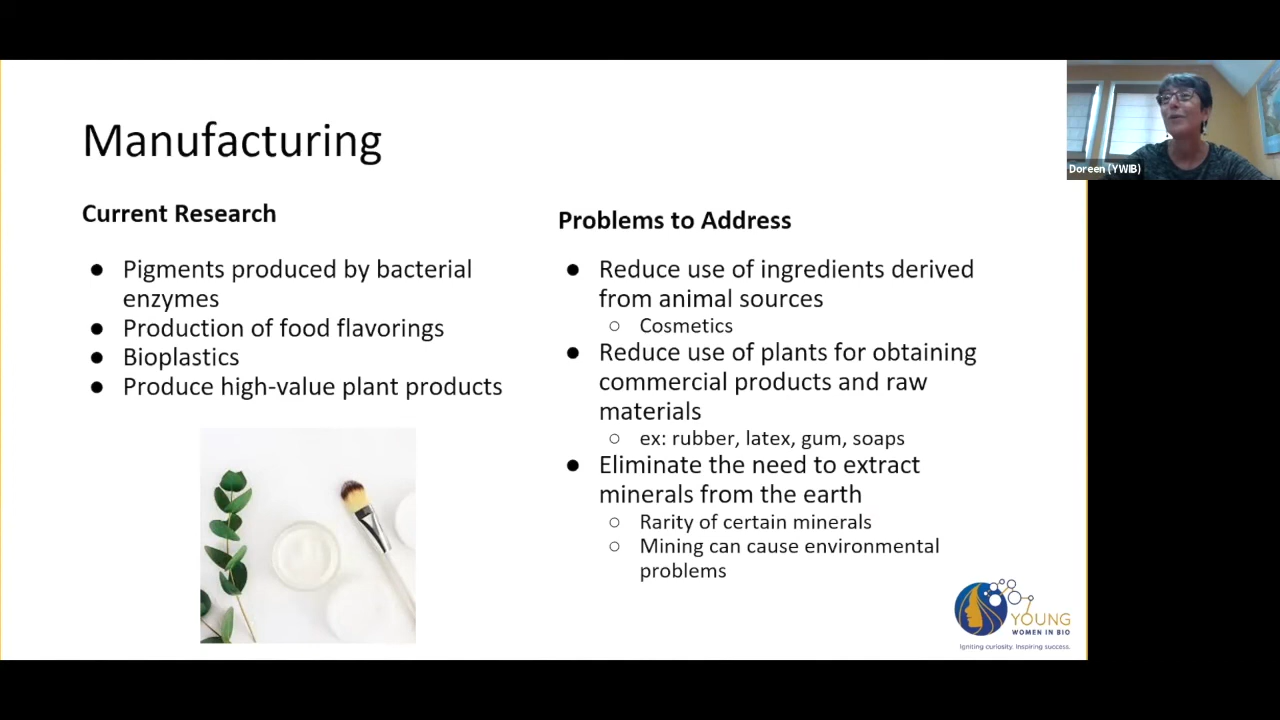 Manufacturing
Current Research
● Pigments produced by bacterial
enzymes
● Production of food flavorings
● Bioplastics
● Produce high-value plant products
Problems to Address
● Reduce use of ingredients derived
from animal sources
○ Cosmetics
● Reduce use of plants for obtaining
commercial products and raw
materials
○ ex: rubber, latex, gum, soaps
● Eliminate the need to extract
minerals from the earth
○ Rarity of certain minerals
○ Mining can cause environmental
problems
YOUNG
WOMEN IN BIO
Igniting curiosity. Inspiring success.
Doreen (YWIB)